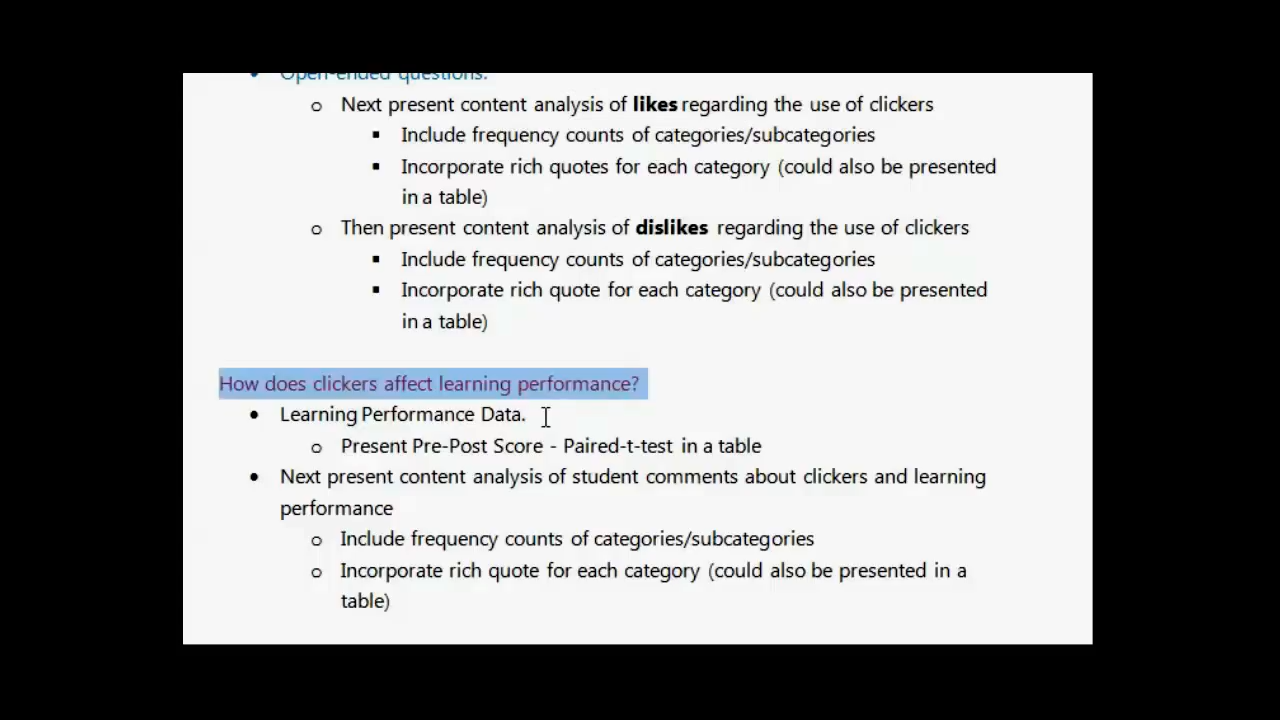 • Open-ended questions.
o Next present content analysis of likes regarding the use of clickers
▪ Include frequency counts of categories/subcategories
▪ Incorporate rich quotes for each category (could also be presented
in a table)
o Then present content analysis of dislikes regarding the use of clickers
▪ Include frequency counts of categories/subcategories
▪ Incorporate rich quote for each category (could also be presented
in a table)
How does clickers affect learning performance?
• Learning Performance Data.
o Present Pre-Post Score - Paired-t-test in a table
• Next present content analysis of student comments about clickers and learning
performance
o Include frequency counts of categories/subcategories
o Incorporate rich quote for each category (could also be presented in a
table)